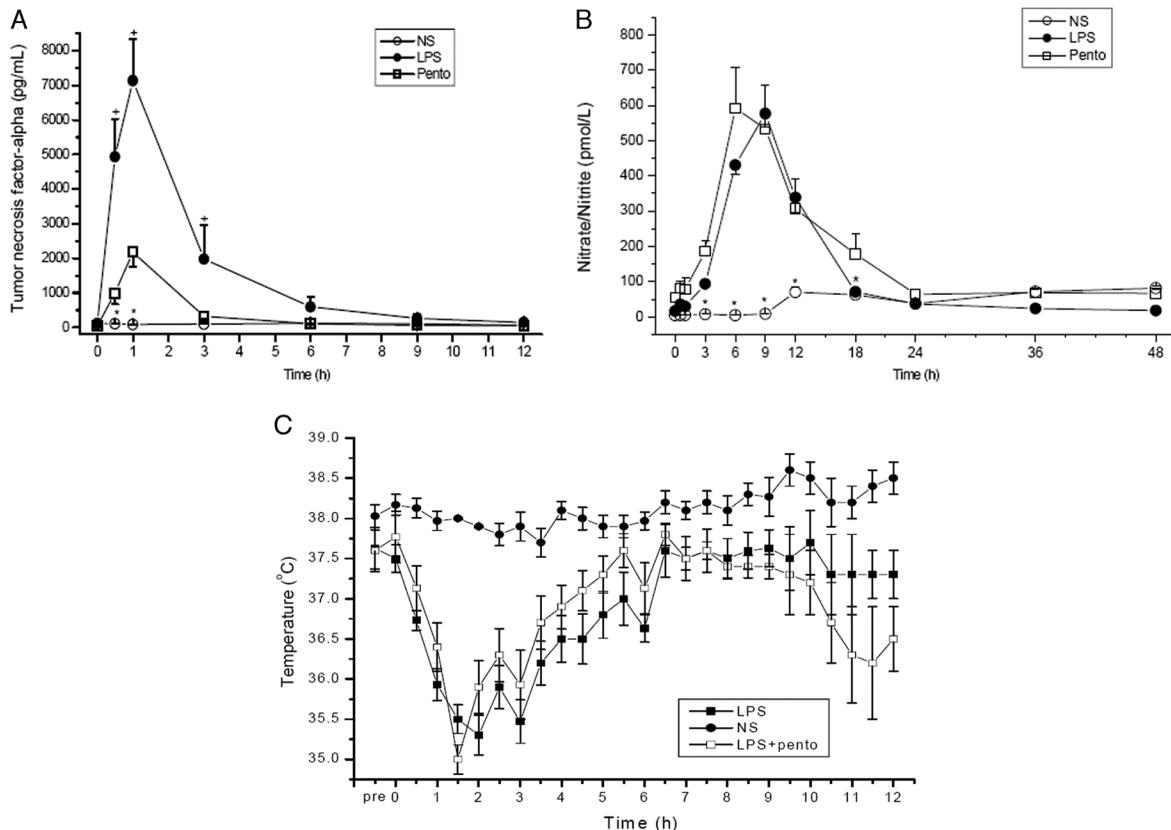 A
Tumor necrosis factor-alpha (pg/mL)
8000
7000
6000
5000
4000
3000
2000
1000
0
+
+
+
*
*
NS
LPS
Pento
0 1 2 3 4 5 6 7 8 9 10 11 12
Time (h)
B
Nitrate/Nitrite (pmol/L)
800
700
600
500
400
300
200
100
0
* * * * *
NS
LPS
Pento
0 3 6 9 12 18 24 36 48
Time (h)
C
Temperature (°C)
39.0
38.5
38.0
37.5
37.0
36.5
36.0
35.5
35.0
LPS
NS
LPS+pento
pre 0 1 2 3 4 5 6 7 8 9 10 11 12
Time (h)